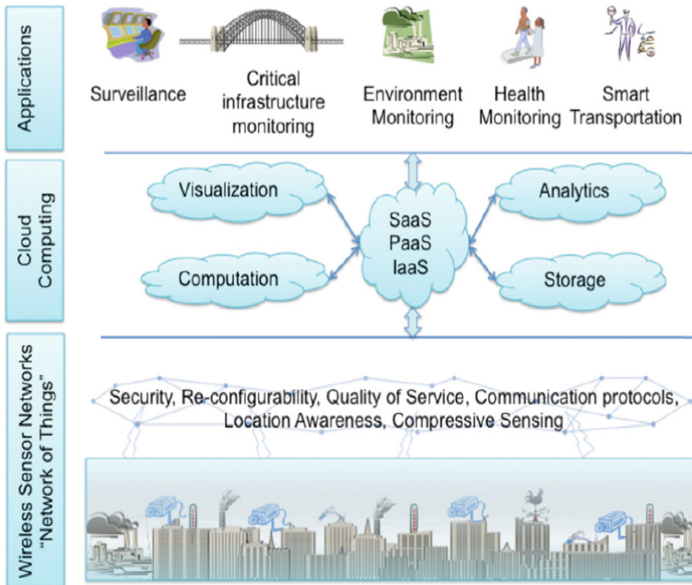 Applications
Surveillance
Critical
infrastructure
monitoring
Environment
Monitoring
Health
Monitoring
Smart
Transportation
Cloud
Computing
Visualization
Computation
SaaS
PaaS
IaaS
Analytics
Storage
Wireless Sensor Networks
“Network of Things”
Security, Re-configurability, Quality of Service, Communication protocols,
Location Awareness, Compressive Sensing